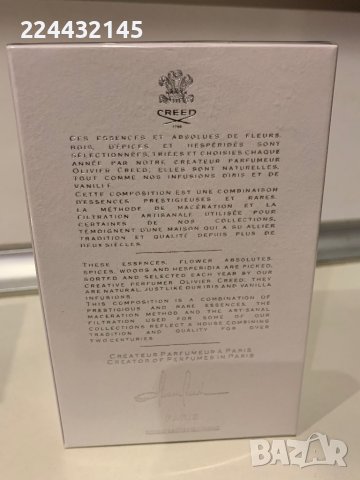 224432145
CREED
1760
CES ESSENCES ET ABSOLUES DE FLEURS,
BOIS, D'ÉPICES ET HESPÉRIDÉS SONT
SÉLECTIONNÉES, TRIÉES ET CHOISIES CHAQUE
ANNÉE PAR NOTRE CRÉATEUR PARFUMEUR
OLIVIER CREED, ELLES SONT NATURELLES,
TOUT COMME NOS INFUSIONS D'IRIS ET DE
VANILLE.
CETTE COMPOSITION EST UNE COMBINAISON
D'ESSENCES PRESTIGIEUSES ET RARES.
LA MÉTHODE DE MACÉRATION ET LA
FILTRATION ARTISANALE UTILISÉE POUR
CERTAINES DE NOS COLLECTIONS,
TÉMOIGNENT D'UNE MAISON QUI A SU ALLIER
TRADITION ET QUALITÉ DEPUIS PLUS DE
DEUX SIÈCLES.
THESE ESSENCES, FLOWER ABSOLUTES,
SPICES, WOODS AND HESPERIDIA ARE PICKED,
SORTED AND SELECTED EACH YEAR BY OUR
CREATIVE PERFUMER OLIVIER CREED, THEY
ARE NATURAL, JUST LIKE OUR IRIS AND VANILLA
INFUSIONS.
THIS COMPOSITION IS A COMBINATION OF
PRESTIGIOUS AND RARE ESSENCES. THE
MACERATION METHOD AND THE ARTISANAL
FILTRATION USED FOR SOME OF OUR
COLLECTIONS REFLECT A HOUSE COMBINING
TRADITION AND QUALITY FOR OVER
TWO CENTURIES.
CRÉATEUR PARFUMEUR À PARIS
CREATOR OF PERFUMES IN PARIS
PARIS
BAZAR
bg